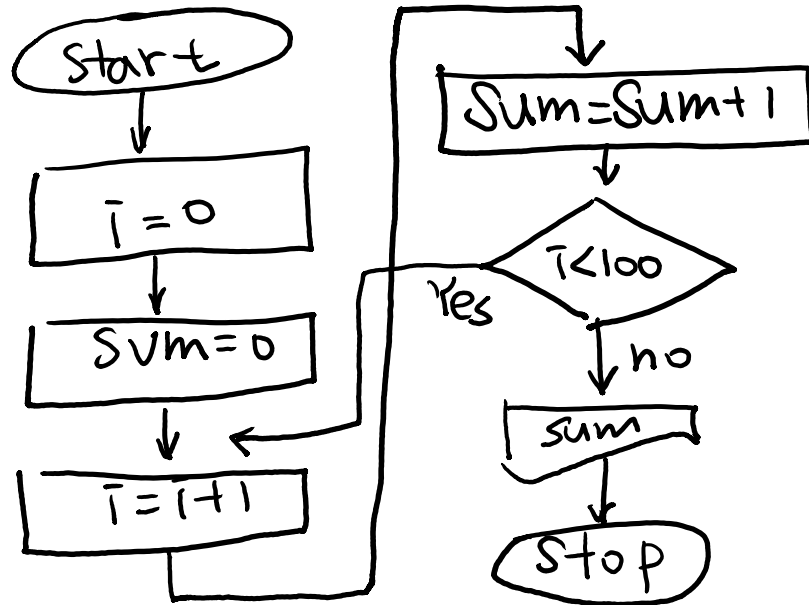 start
i = 0
sum = 0
i = i + 1
sum = sum + 1
i < 100
Yes
no
sum
stop